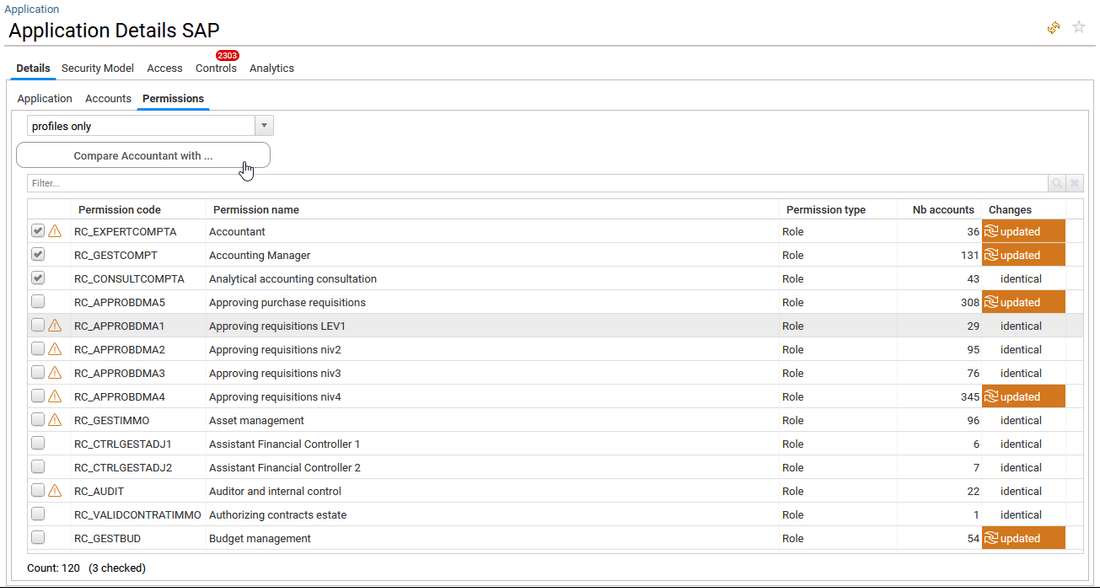 Application
Application Details SAP
2303
Details Security Model Access Controls Analytics
Application Accounts Permissions
profiles only
Compare Accountant with ...
Filter...
Permission code Permission name Permission type Nb accounts Changes
RC_EXPERTCOMPTA Accountant Role 36 updated
RC_GESTCOMPT Accounting Manager Role 131 updated
RC_CONSULTCOMPTA Analytical accounting consultation Role 43 identical
RC_APPROBDMA5 Approving purchase requisitions Role 308 updated
RC_APPROBDMA1 Approving requisitions LEV1 Role 29 identical
RC_APPROBDMA2 Approving requisitions niv2 Role 95 identical
RC_APPROBDMA3 Approving requisitions niv3 Role 76 identical
RC_APPROBDMA4 Approving requisitions niv4 Role 345 updated
RC_GESTIMMO Asset management Role 96 identical
RC_CTRLGESTADJ1 Assistant Financial Controller 1 Role 6 identical
RC_CTRLGESTADJ2 Assistant Financial Controller 2 Role 7 identical
RC_AUDIT Auditor and internal control Role 22 identical
RC_VALIDCONTRATIMMO Authorizing contracts estate Role 1 identical
RC_GESTBUD Budget management Role 54 updated
Count: 120 (3 checked)